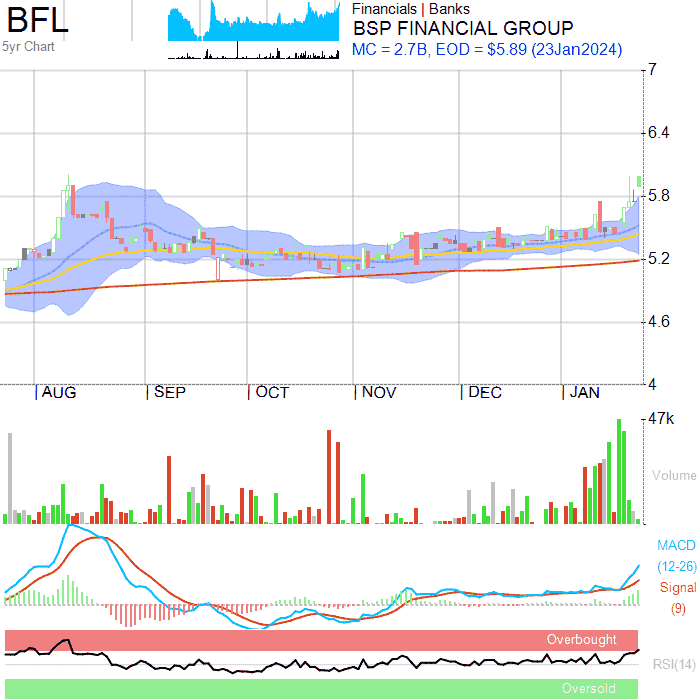 BFL
5yr Chart
Financials | Banks
BSP FINANCIAL GROUP
MC = 2.7B, EOD = $5.89 (23Jan2024)
7
6.4
5.8
5.2
4.6
4
AUG
SEP
OCT
NOV
DEC
JAN
47k
Volume
MACD
(12-26)
Signal
(9)
Overbought
RSI(14)
Oversold